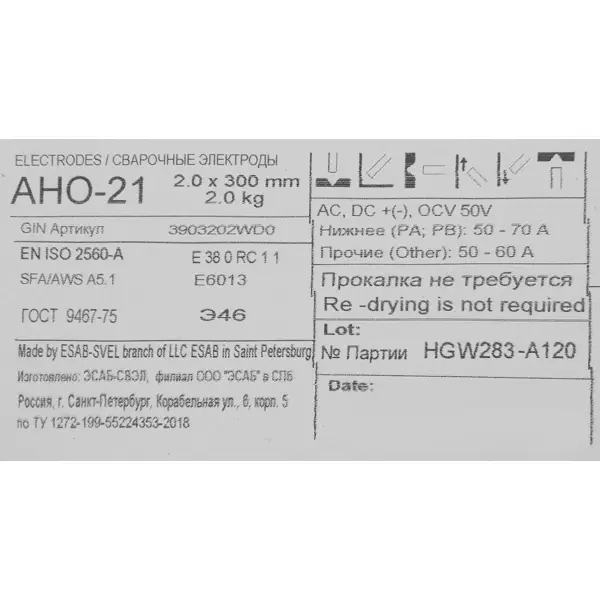 ELECTRODES / СВАРОЧНЫЕ ЭЛЕКТРОДЫ
АНО-21
2.0 x 300 mm
2.0 kg
GIN Артикул 3903202WD0
EN ISO 2560-A E 38 0 RC 1 1
SFA/AWS A5.1 E6013
ГОСТ 9467-75 Э46
Made by ESAB-SVEL branch of LLC ESAB in Saint Petersburg
Изготовлено: ЭСАБ-СВЭЛ, филиал ООО "ЭСАБ" в СПб
Россия, г. Санкт-Петербург, Корабельная ул., 6, корп. 5
по ТУ 1272-199-55224353-2018
AC, DC +(-), OCV 50V
Нижнее (PA; PB): 50 - 70 A
Прочие (Other): 50 - 60 A
Прокалка не требуется
Re -drying is not required
Lot:
№ Партии HGW283-A120
Date: